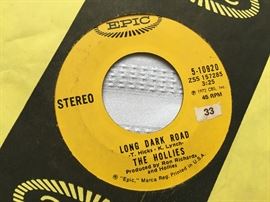 EPIC
5-10920
ZSS 157285
3:25
℗ 1972 CBS, Inc.
45 RPM
STEREO
33
LONG DARK ROAD
-T. Hicks - K. Lynch-
THE HOLLIES
Produced by Ron Richards
and Hollies
® "Epic," Marca Reg. Printed in U.S.A.